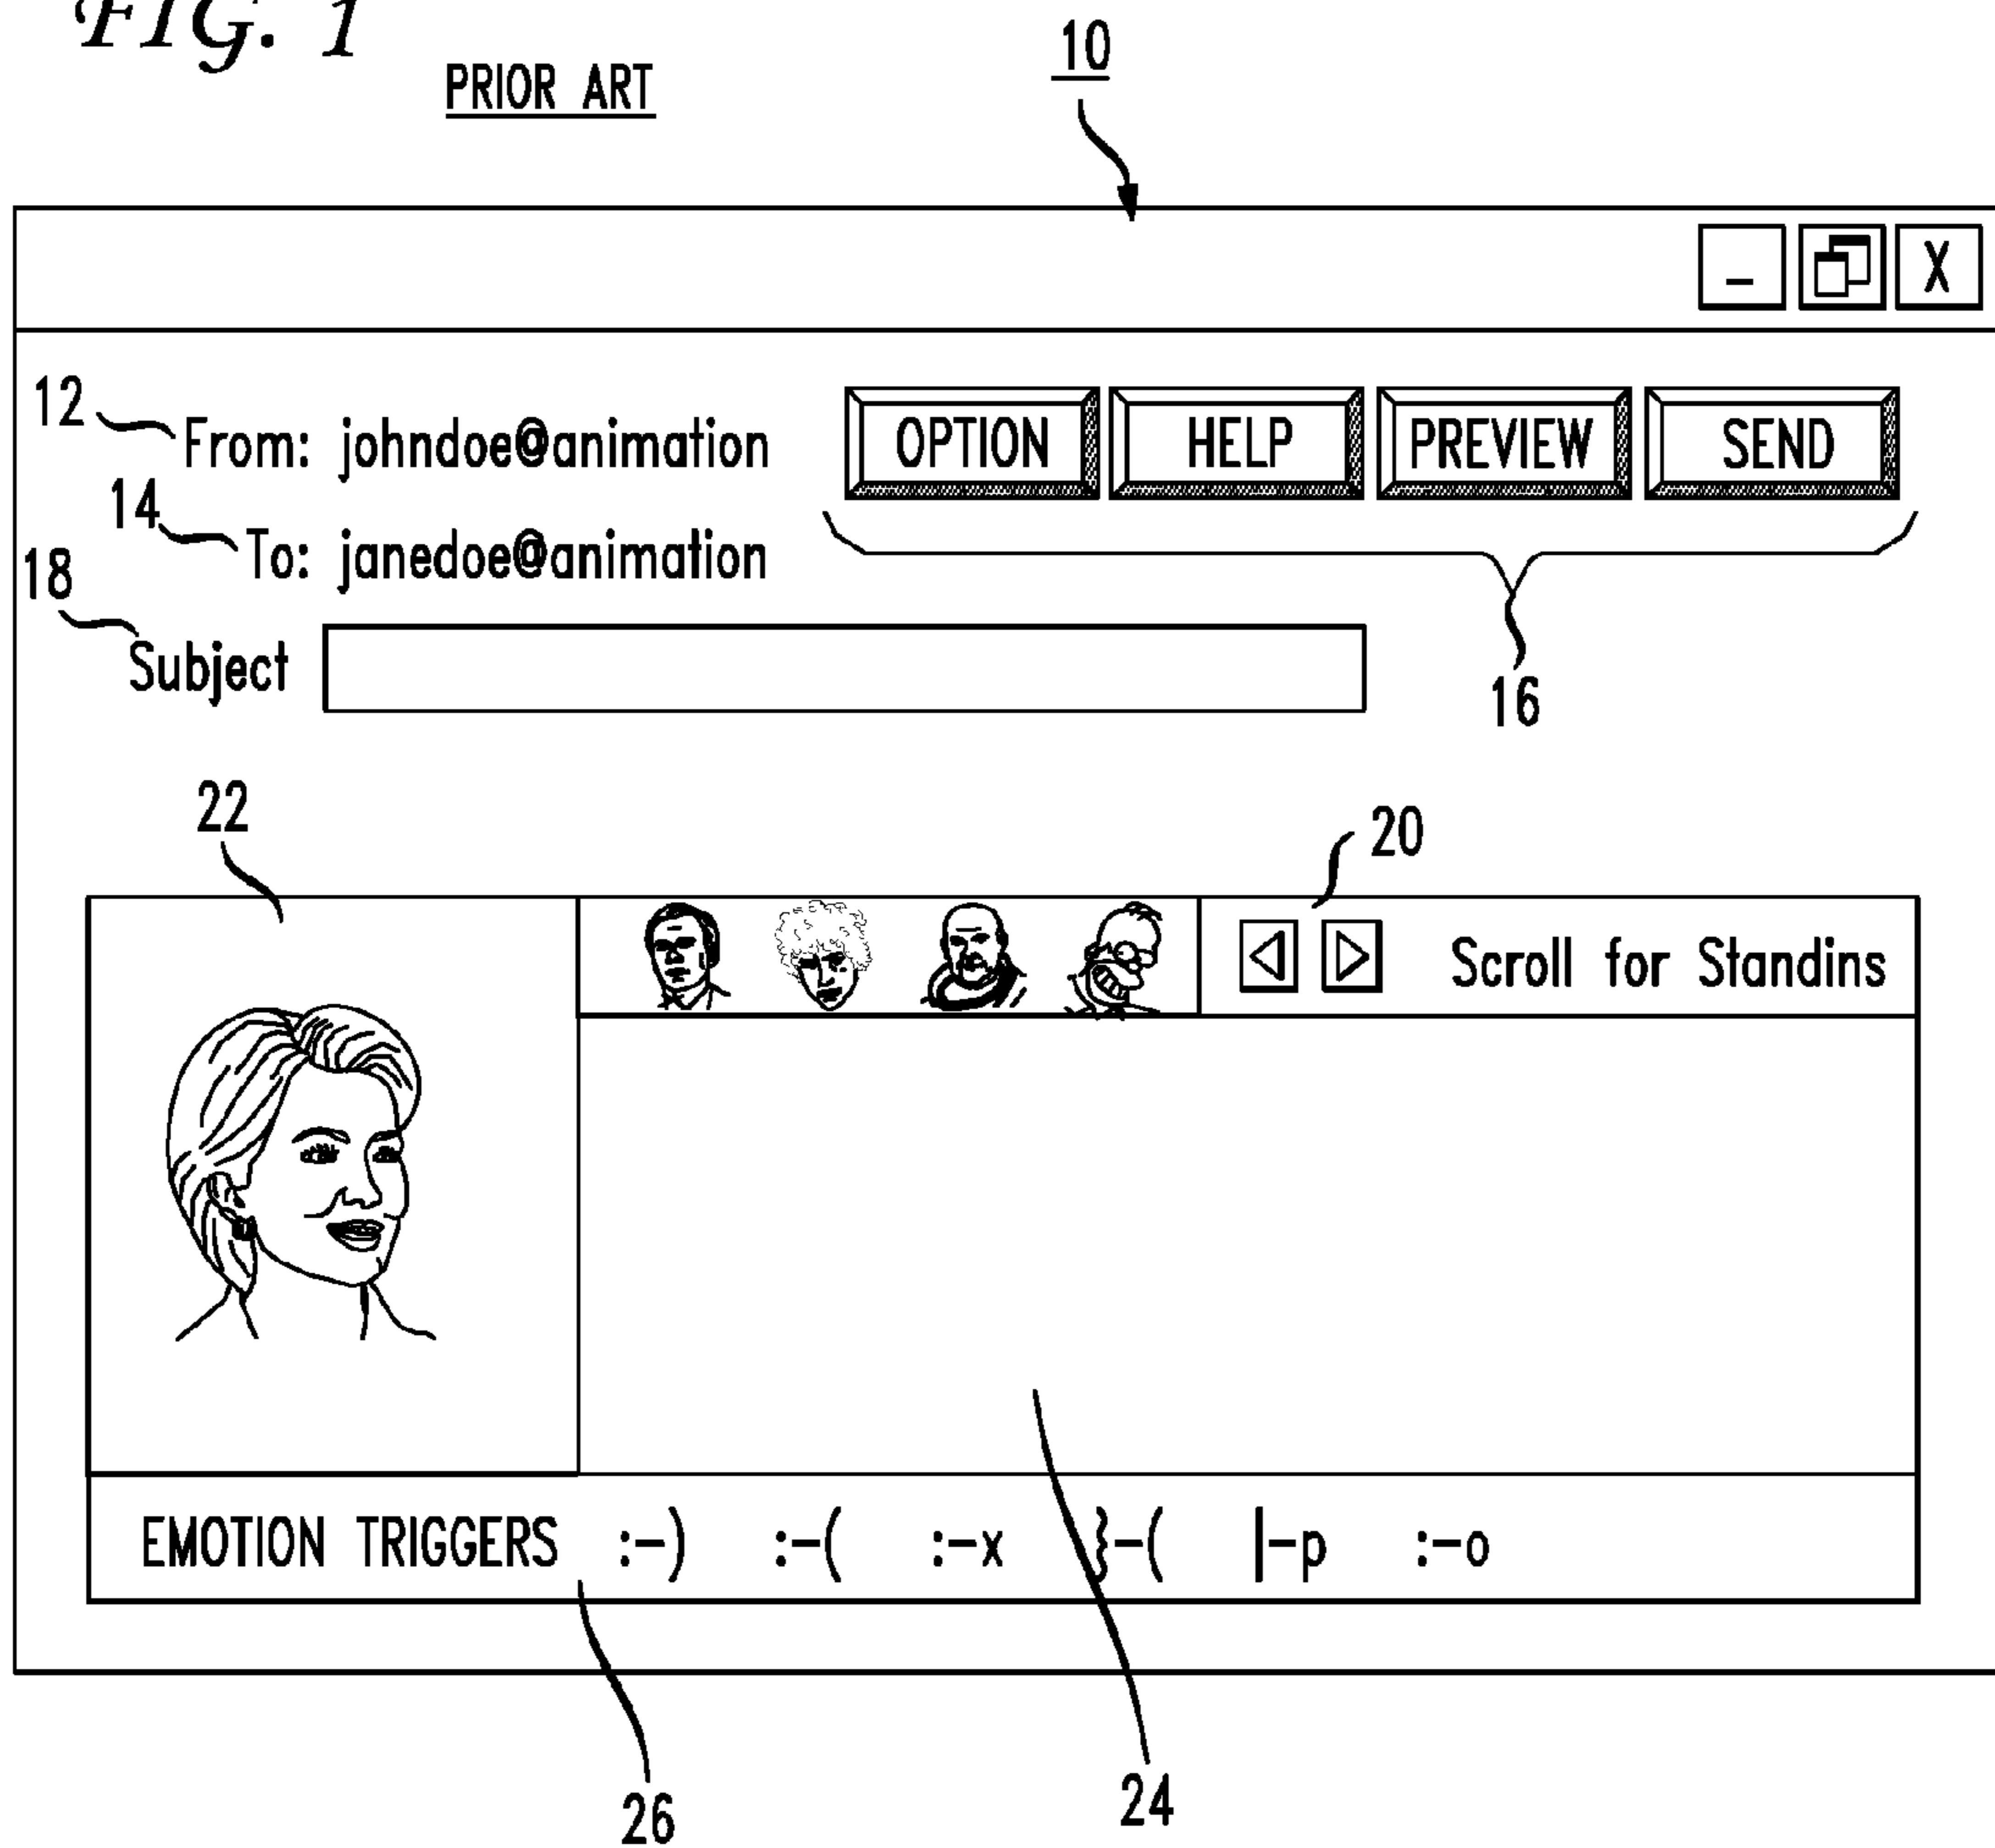 FIG. 1
PRIOR ART
10
X
12
From: johndoe@animation
OPTION
HELP
PREVIEW
SEND
14
To: janedoe@animation
18
Subject
16
22
20
Scroll for Standins
EMOTION TRIGGERS :-) :-( :-x }-( |-p :-o
24
26